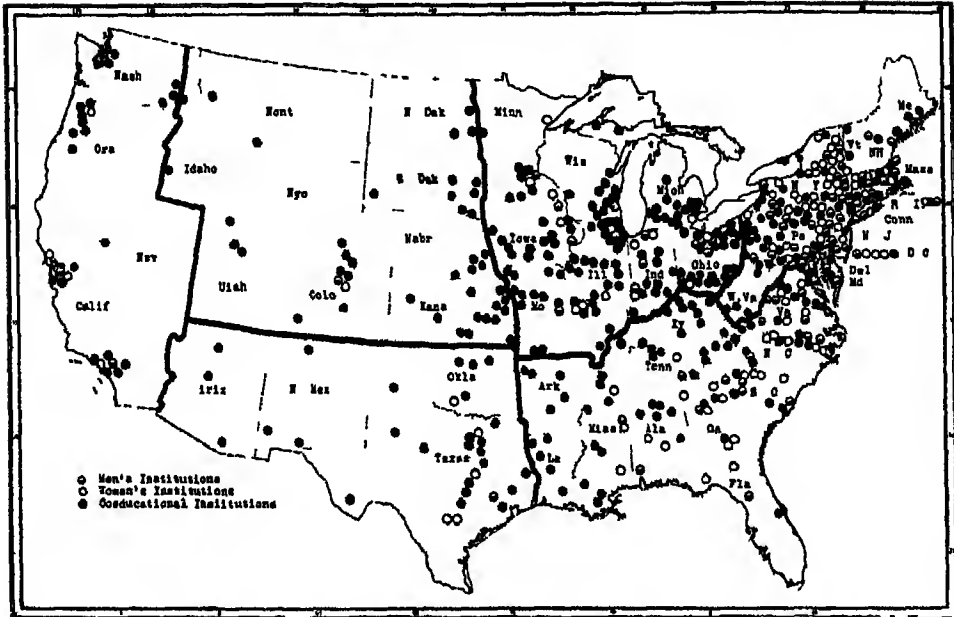 Wash
Mont
N Dak
Minn
Me
Vt
NH
Ora
Idaho
Wis
Mich
N Y
Mass
R I
Conn
Wyo
S Dak
Nebr
Iowa
Pa
N J
D C
Nev
Utah
Colo
Ill
Ind
Ohio
Del
Md
Calif
Kans
Mo
W Va
Va
Ky
N C
Tenn
Ariz
N Mex
Okla
Ark
S C
Miss
Ala
GA
Texas
La
Fla
Men's Institutions
Women's Institutions
Coeducational Institutions